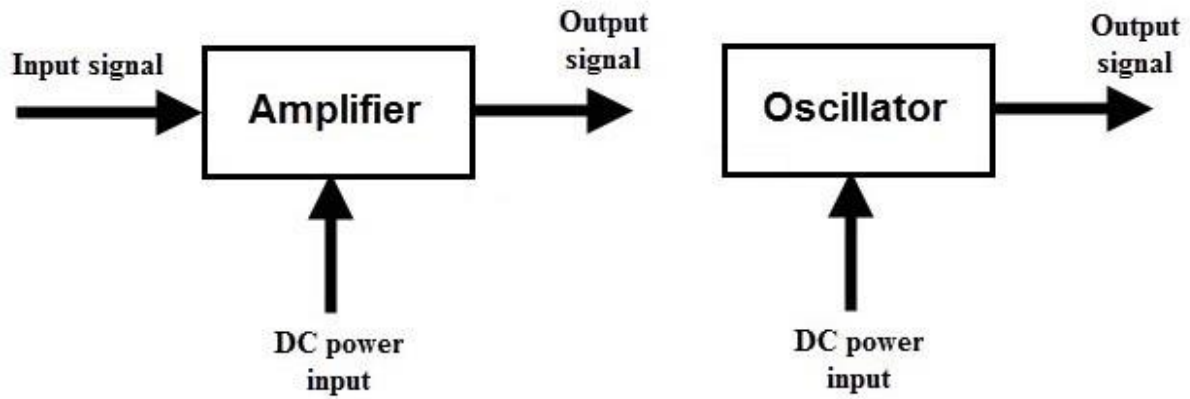 Input signal
Amplifier
Output
signal
DC power
input
Oscillator
Output
signal
DC power
input